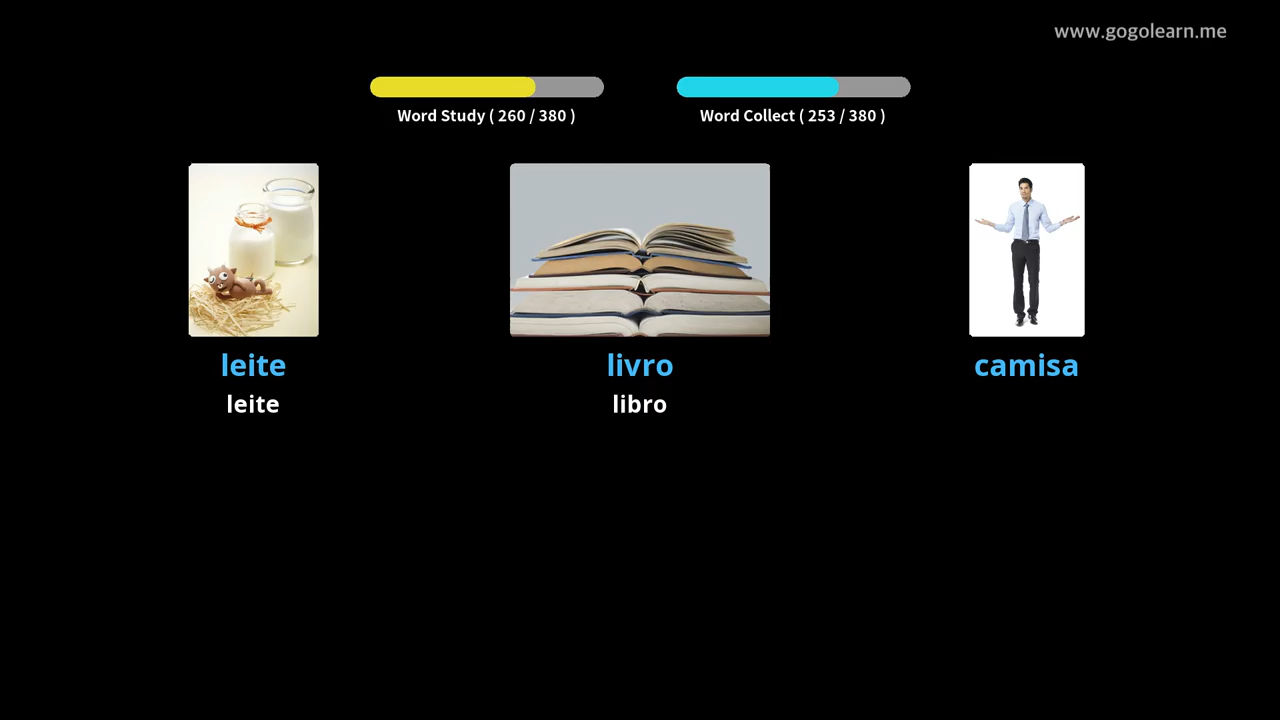 www.gogolearn.me
Word Study ( 260 / 380 )
Word Collect ( 253 / 380 )
leite
leite
livro
libro
camisa